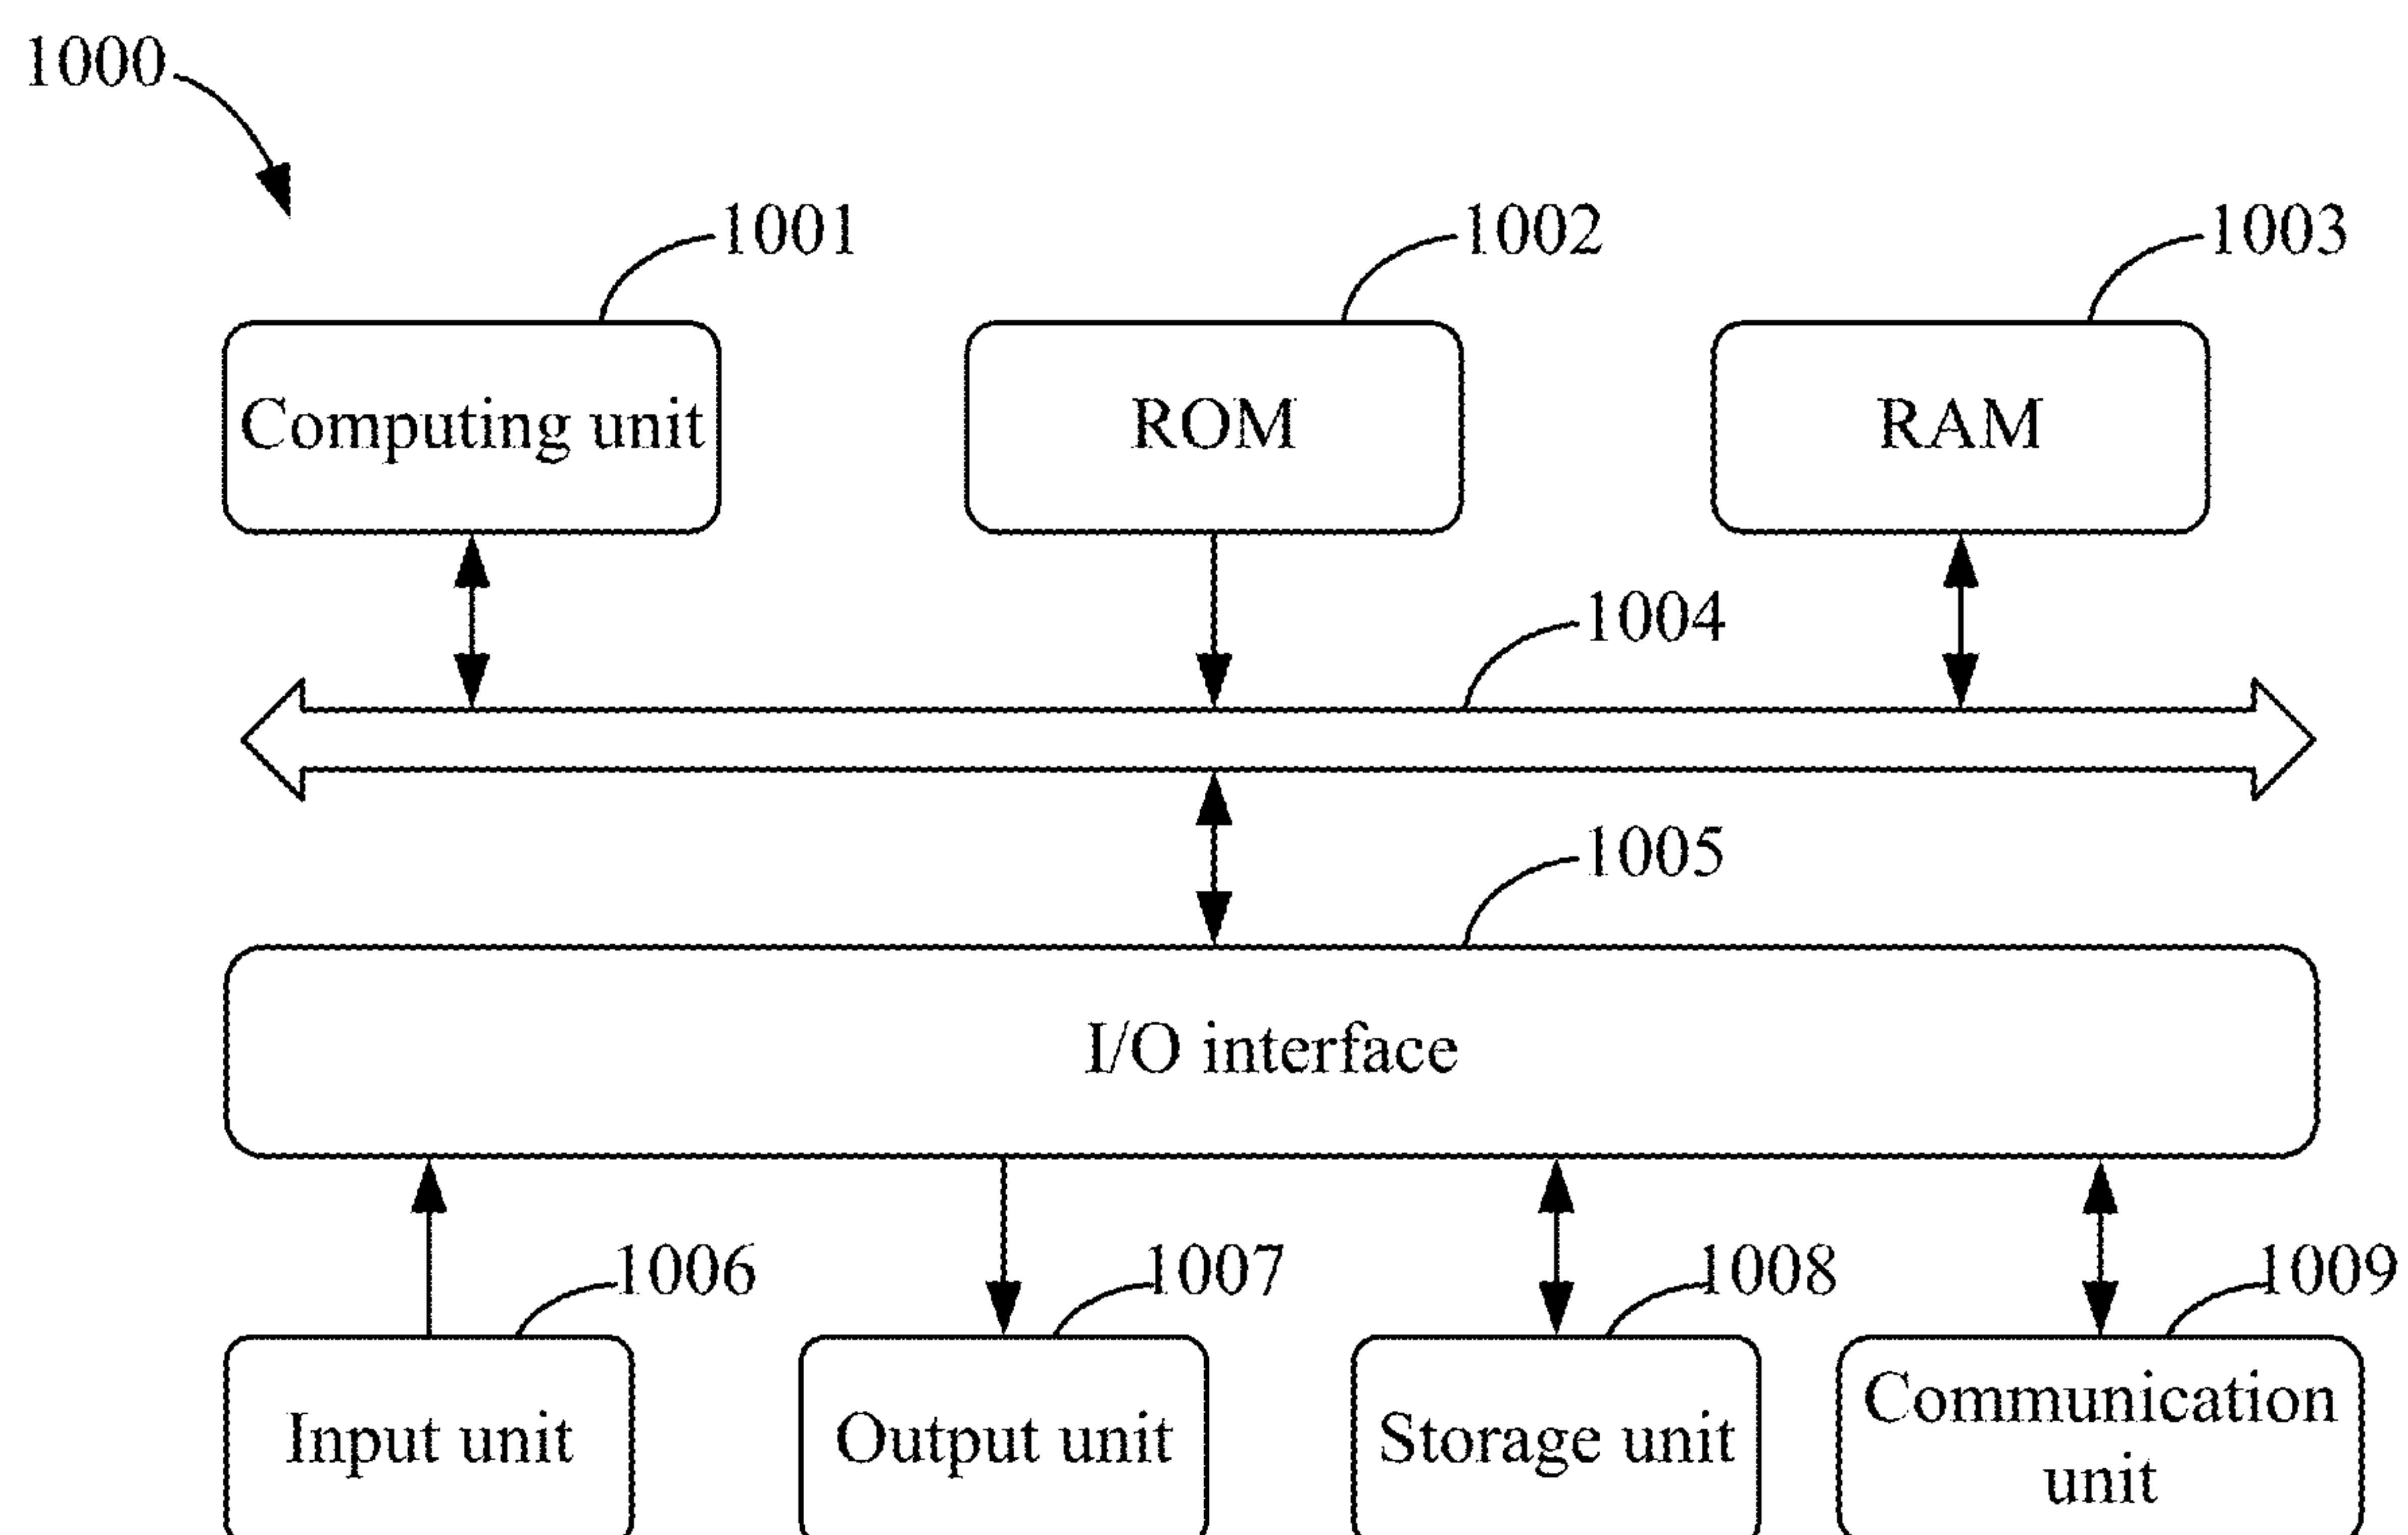 1000
1001
1002
1003
Computing unit
ROM
RAM
1004
1005
I/O interface
1006
1007
1008
1009
Input unit
Output unit
Storage unit
Communication
unit